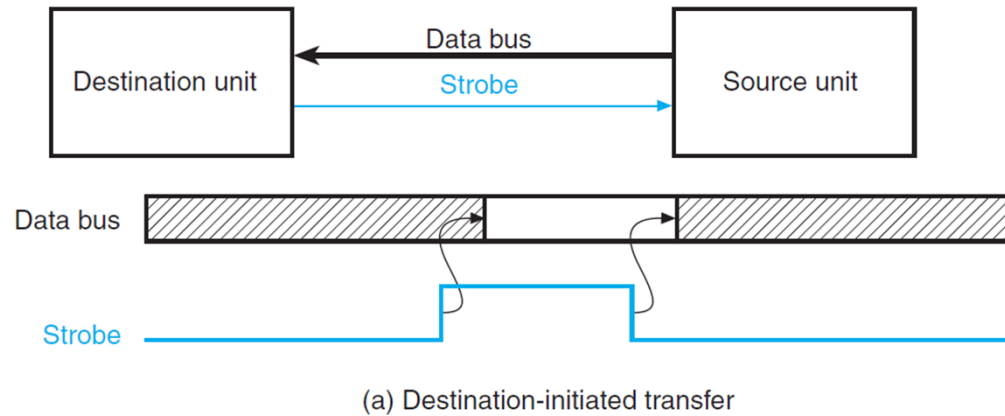 Data bus
Destination unit
Strobe
Source unit
Data bus
Strobe
(a) Destination-initiated transfer